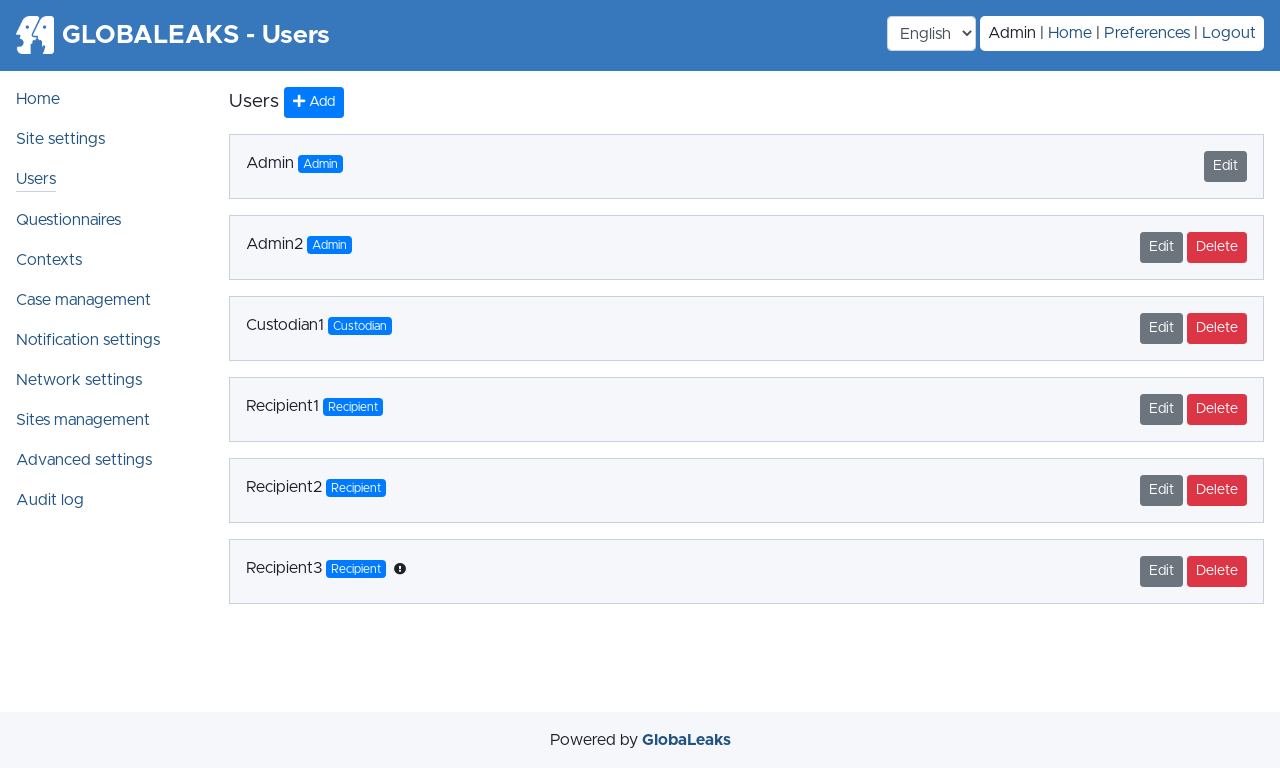 GLOBALEAKS - Users
English
Admin | Home | Preferences | Logout
Home
Site settings
Users
Questionnaires
Contexts
Case management
Notification settings
Network settings
Sites management
Advanced settings
Audit log
Users Add
Admin Admin Edit
Admin2 Admin Edit Delete
Custodian1 Custodian Edit Delete
Recipient1 Recipient Edit Delete
Recipient2 Recipient Edit Delete
Recipient3 Recipient Edit Delete
Powered by GlobaLeaks